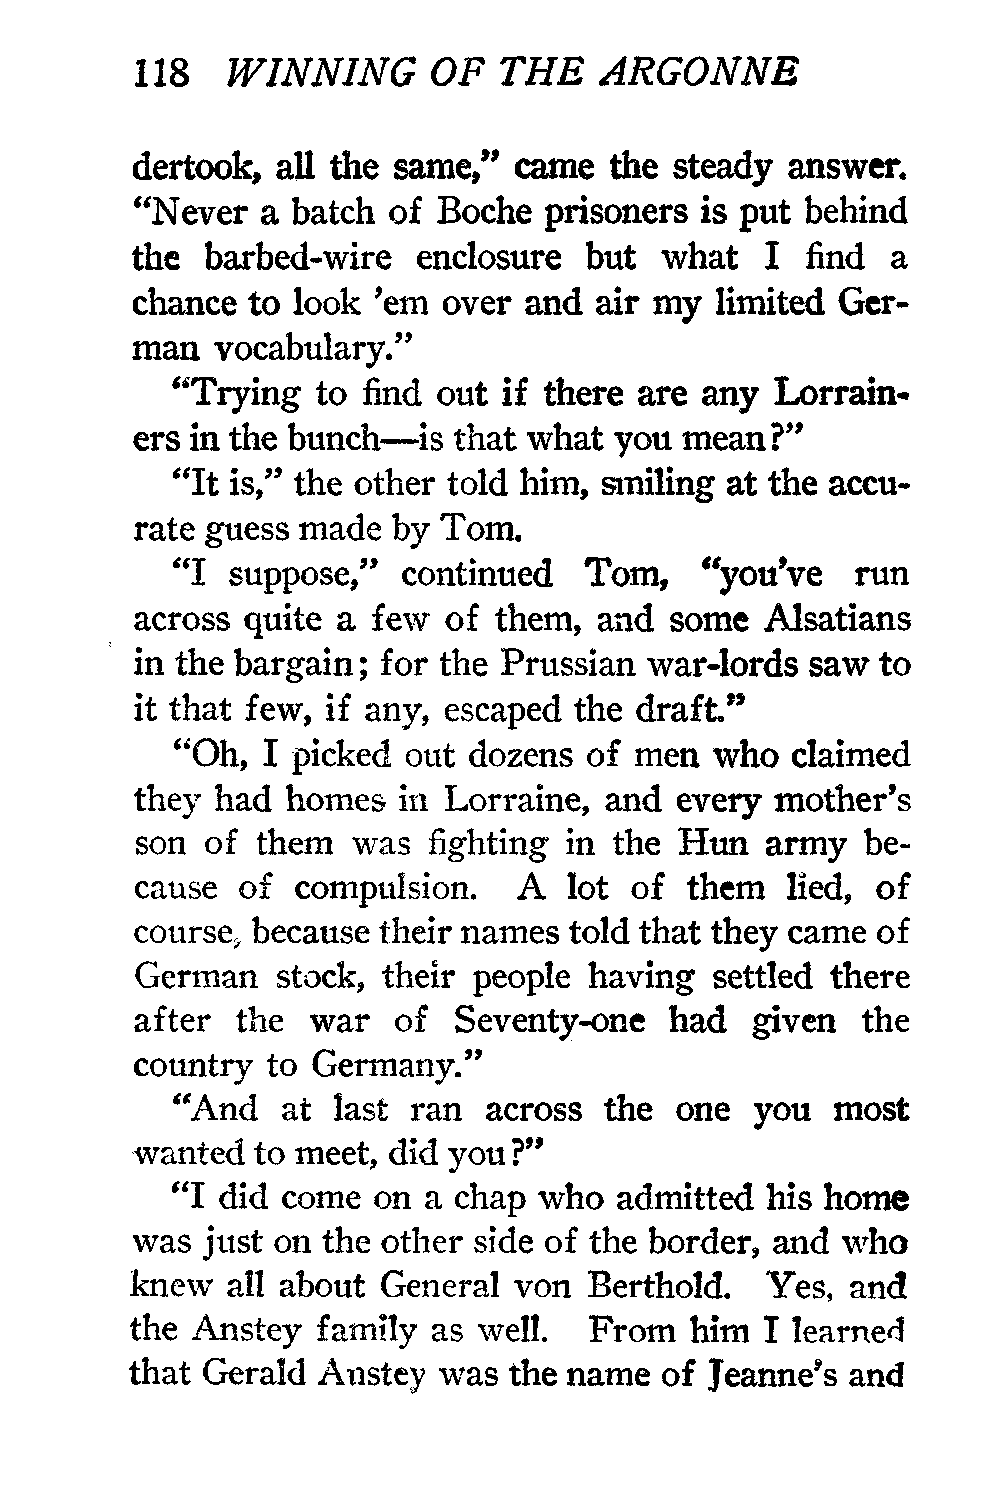 118 WINNING OF THE ARGONNE
dertook, all the same,” came the steady answer.
“Never a batch of Boche prisoners is put behind
the barbed-wire enclosure but what I find a
chance to look ’em over and air my limited Ger-
man vocabulary.”
“Trying to find out if there are any Lorrain-
ers in the bunch—is that what you mean?”
“It is,” the other told him, smiling at the accu-
rate guess made by Tom.
“I suppose,” continued Tom, “you’ve run
across quite a few of them, and some Alsatians
in the bargain; for the Prussian war-lords saw to
it that few, if any, escaped the draft.”
“Oh, I picked out dozens of men who claimed
they had homes in Lorraine, and every mother’s
son of them was fighting in the Hun army be-
cause of compulsion. A lot of them lied, of
course, because their names told that they came of
German stock, their people having settled there
after the war of Seventy-one had given the
country to Germany.”
“And at last ran across the one you most
wanted to meet, did you?”
“I did come on a chap who admitted his home
was just on the other side of the border, and who
knew all about General von Berthold. Yes, and
the Anstey family as well. From him I learned
that Gerald Anstey was the name of Jeanne’s and